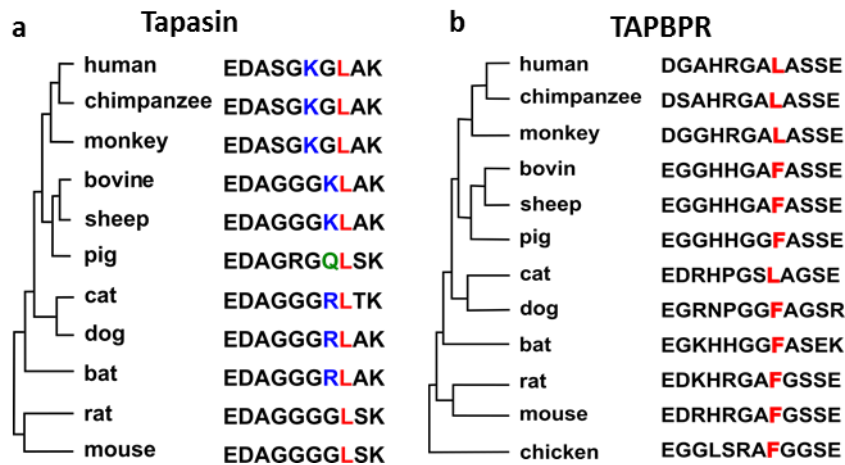 a Tapasin
human EDASGKGLAK
chimpanzee EDASGKGLAK
monkey EDASGKGLAK
bovine EDAGGGKLAK
sheep EDAGGGKLAK
pig EDAGRGQLSK
cat EDAGGGRLTK
dog EDAGGGRLAK
bat EDAGGGRLAK
rat EDAGGGGLSK
mouse EDAGGGGLSK
b TAPBPR
human DGAHRGALASSE
chimpanzee DSAHRGALASSE
monkey DGGHRGALASSE
bovin EGGHHGAFASSE
sheep EGGHHGAFASSE
pig EGGHHGGFASSE
cat EDRHPGSLAGSE
dog EGRNPGGFAGSR
bat EGKHHGGFASEK
rat EDKHRGAFGSSE
mouse EDRHRGAFGSSE
chicken EGGLSRAFGGSE